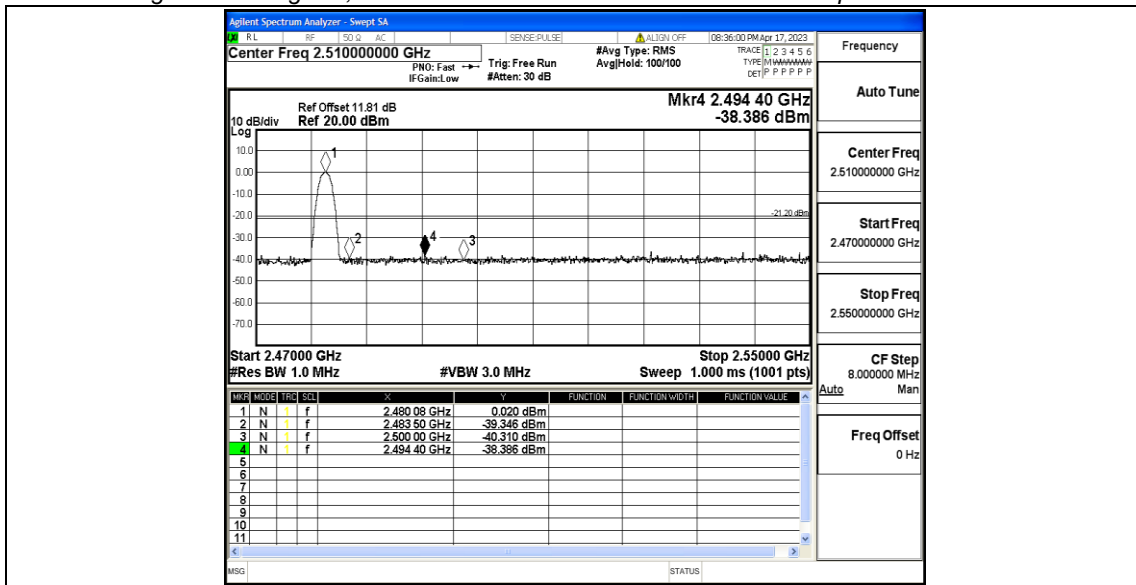 Agilent Spectrum Analyzer - Swept SA
RL RF 50 Ω AC SENSE:PULSE ALIGN OFF 08:36:00 PM Apr 17, 2023
Center Freq 2.510000000 GHz
PNO: Fast
IFGain:Low
Trig: Free Run
#Atten: 30 dB
#Avg Type: RMS
Avg|Hold: 100/100
TRACE 1 2 3 4 5 6
TYPE M
DET P P P P P P
Mkr4 2.494 40 GHz
-38.386 dBm
Ref Offset 11.81 dB
10 dB/div Ref 20.00 dBm
Log
10.0
0.00
-10.0
-20.0
-30.0
-40.0
-50.0
-60.0
-70.0
1
2
4
3
-21.20 dBm
Start 2.47000 GHz Stop 2.55000 GHz
#Res BW 1.0 MHz #VBW 3.0 MHz Sweep 1.000 ms (1001 pts)
MKR MODE TRC SCL X Y FUNCTION FUNCTION WIDTH FUNCTION VALUE
1 N 1 f 2.480 08 GHz 0.020 dBm
2 N 1 f 2.483 50 GHz -39.346 dBm
3 N 1 f 2.500 00 GHz -40.310 dBm
4 N 1 f 2.494 40 GHz -38.386 dBm
5
6
7
8
9
10
11
MSG STATUS
Frequency
Auto Tune
Center Freq
2.510000000 GHz
Start Freq
2.470000000 GHz
Stop Freq
2.550000000 GHz
CF Step
8.000000 MHz
Auto Man
Freq Offset
0 Hz